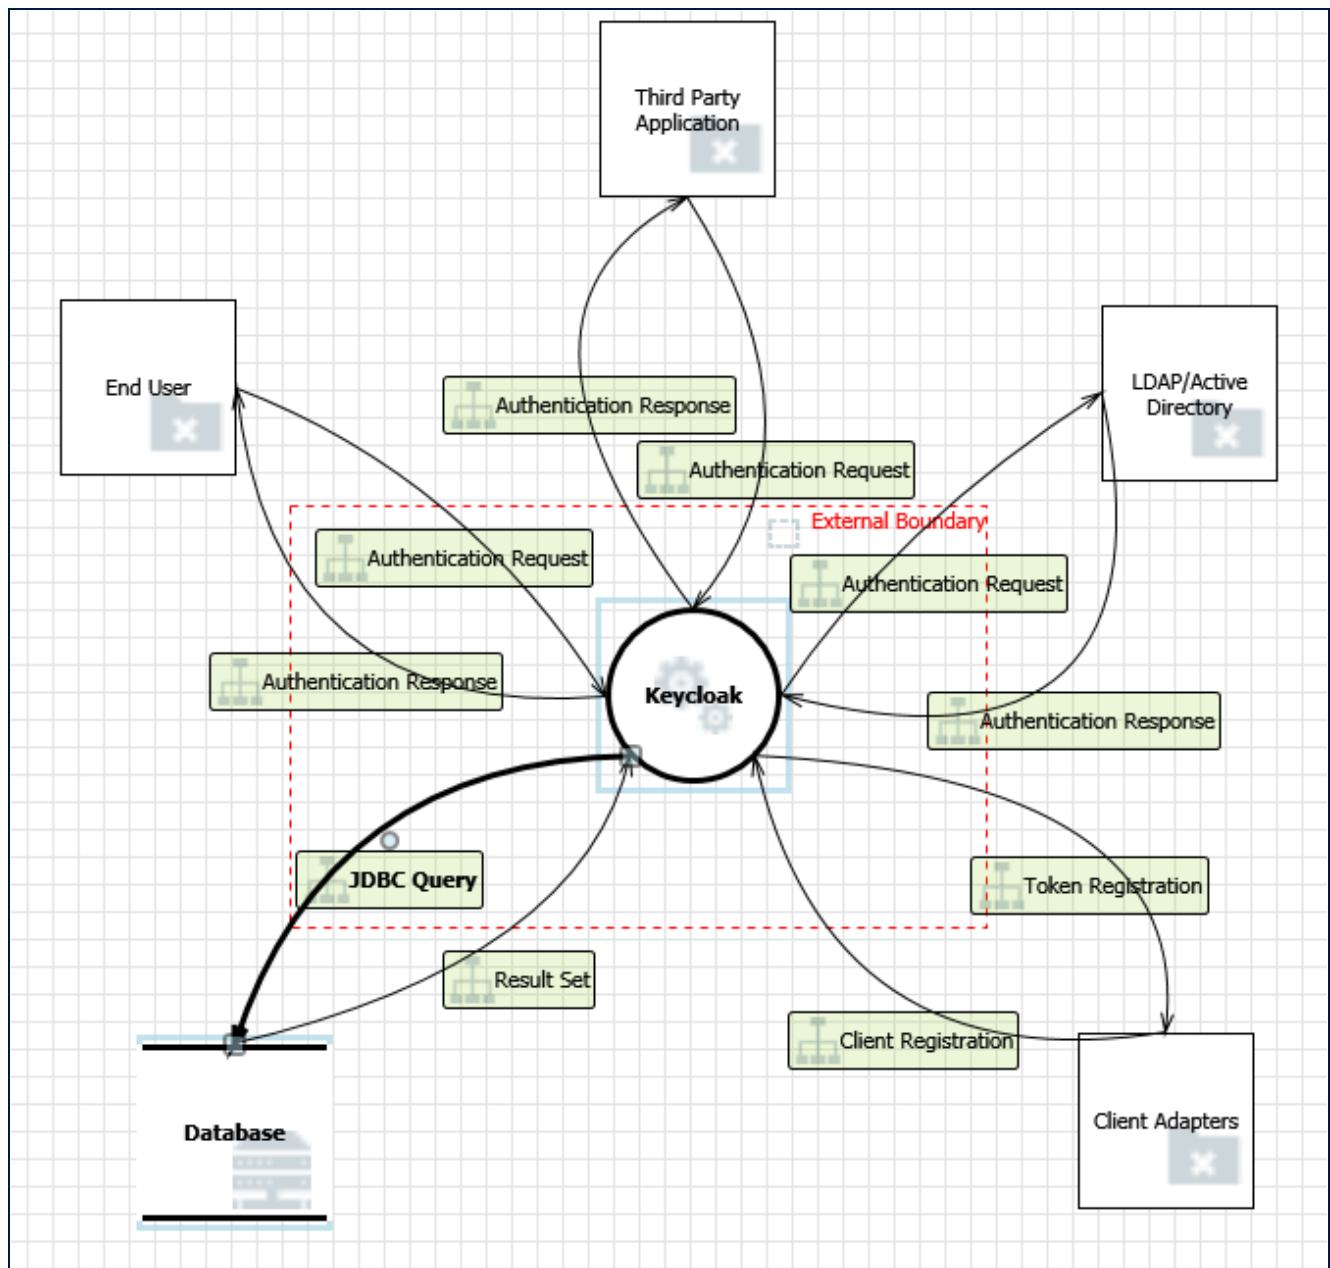 Third Party
Application
End User
LDAP/Active
Directory
Authentication Response
Authentication Request
External Boundary
Authentication Request
Authentication Request
Authentication Response
Keycloak
Authentication Response
JDBC Query
Token Registration
Result Set
Client Registration
Database
Client Adapters